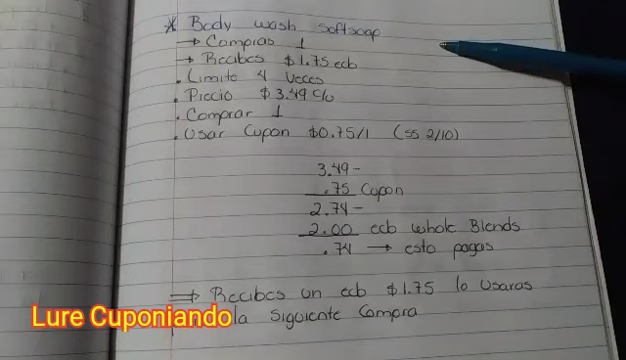 * Body wash softsoap
→ Compras 1
→ Recibes $1.75 ecb
. Limite 4 veces
. Precio $3.49 c/u
. Comprar 1
. Usar Cupon $0.75/1 (SS 2/10)
3.49 -
.75 Copon
2.74 -
2.00 ecb whole Blends
.74 → esto pagas
⇒ Recibes un ecb $1.75 lo usaras
la siguiente compra
Lure Cuponiando